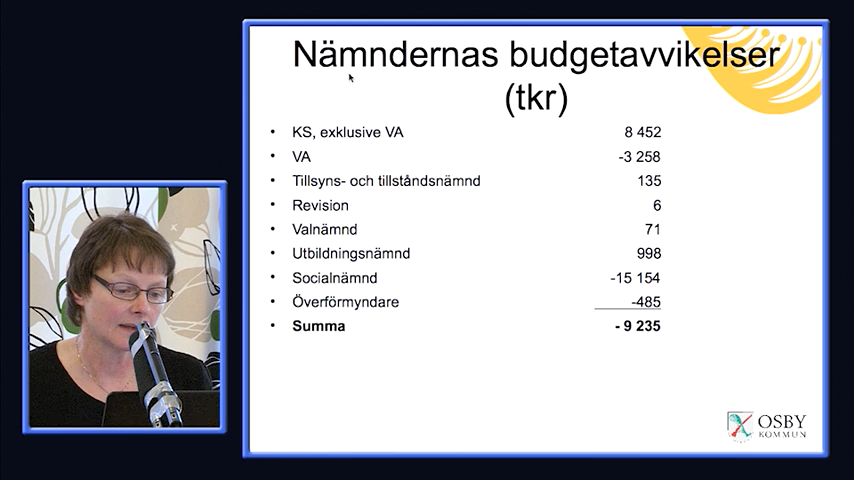 Nämndernas budgetavvikelser
(tkr)
• KS, exklusive VA 8 452
• VA -3 258
• Tillsyns- och tillståndsnämnd 135
• Revision 6
• Valnämnd 71
• Utbildningsnämnd 998
• Socialnämnd -15 154
• Överförmyndare -485
• Summa - 9 235
OSBY
KOMMUN